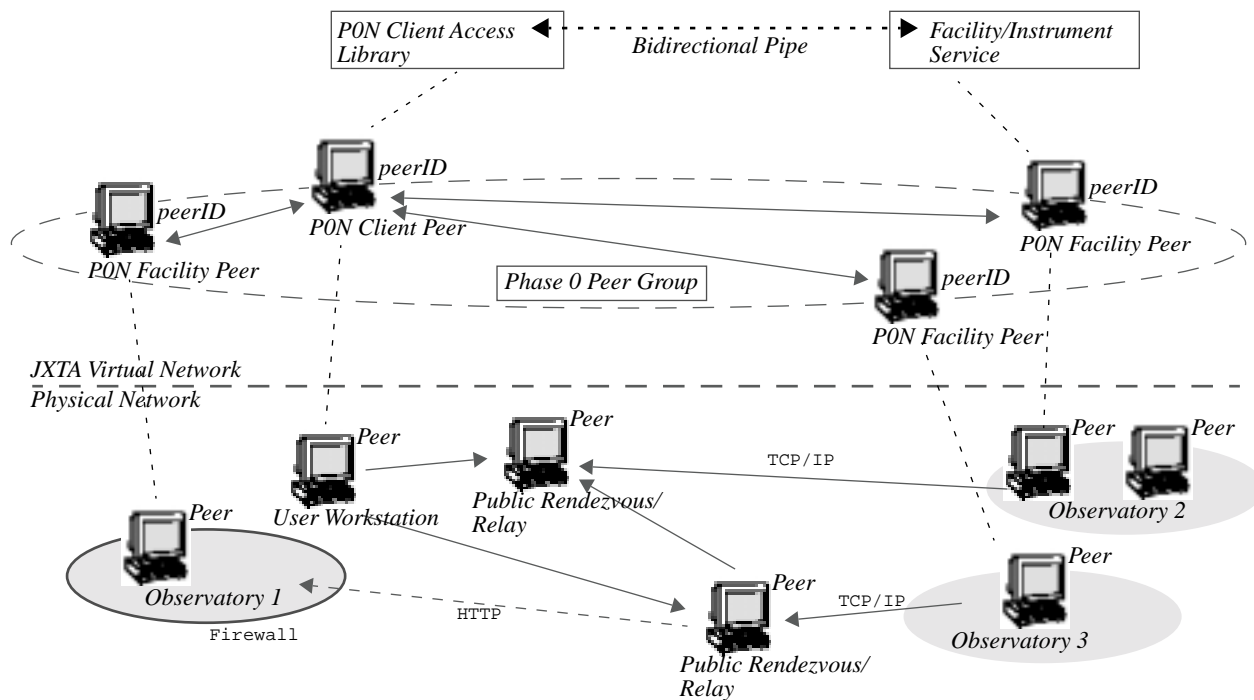 P0N Client Access
Library
Bidirectional Pipe
Facility/Instrument
Service
peerID
peerID
peerID
P0N Client Peer
P0N Facility Peer
P0N Facility Peer
Phase 0 Peer Group
peerID
P0N Facility Peer
JXTA Virtual Network
Physical Network
Peer
Peer
Peer
Peer
TCP/IP
Public Rendezvous/
Relay
User Workstation
Observatory 2
Peer
Peer
Peer
Observatory 1
HTTP
TCP/IP
Firewall
Observatory 3
Public Rendezvous/
Relay